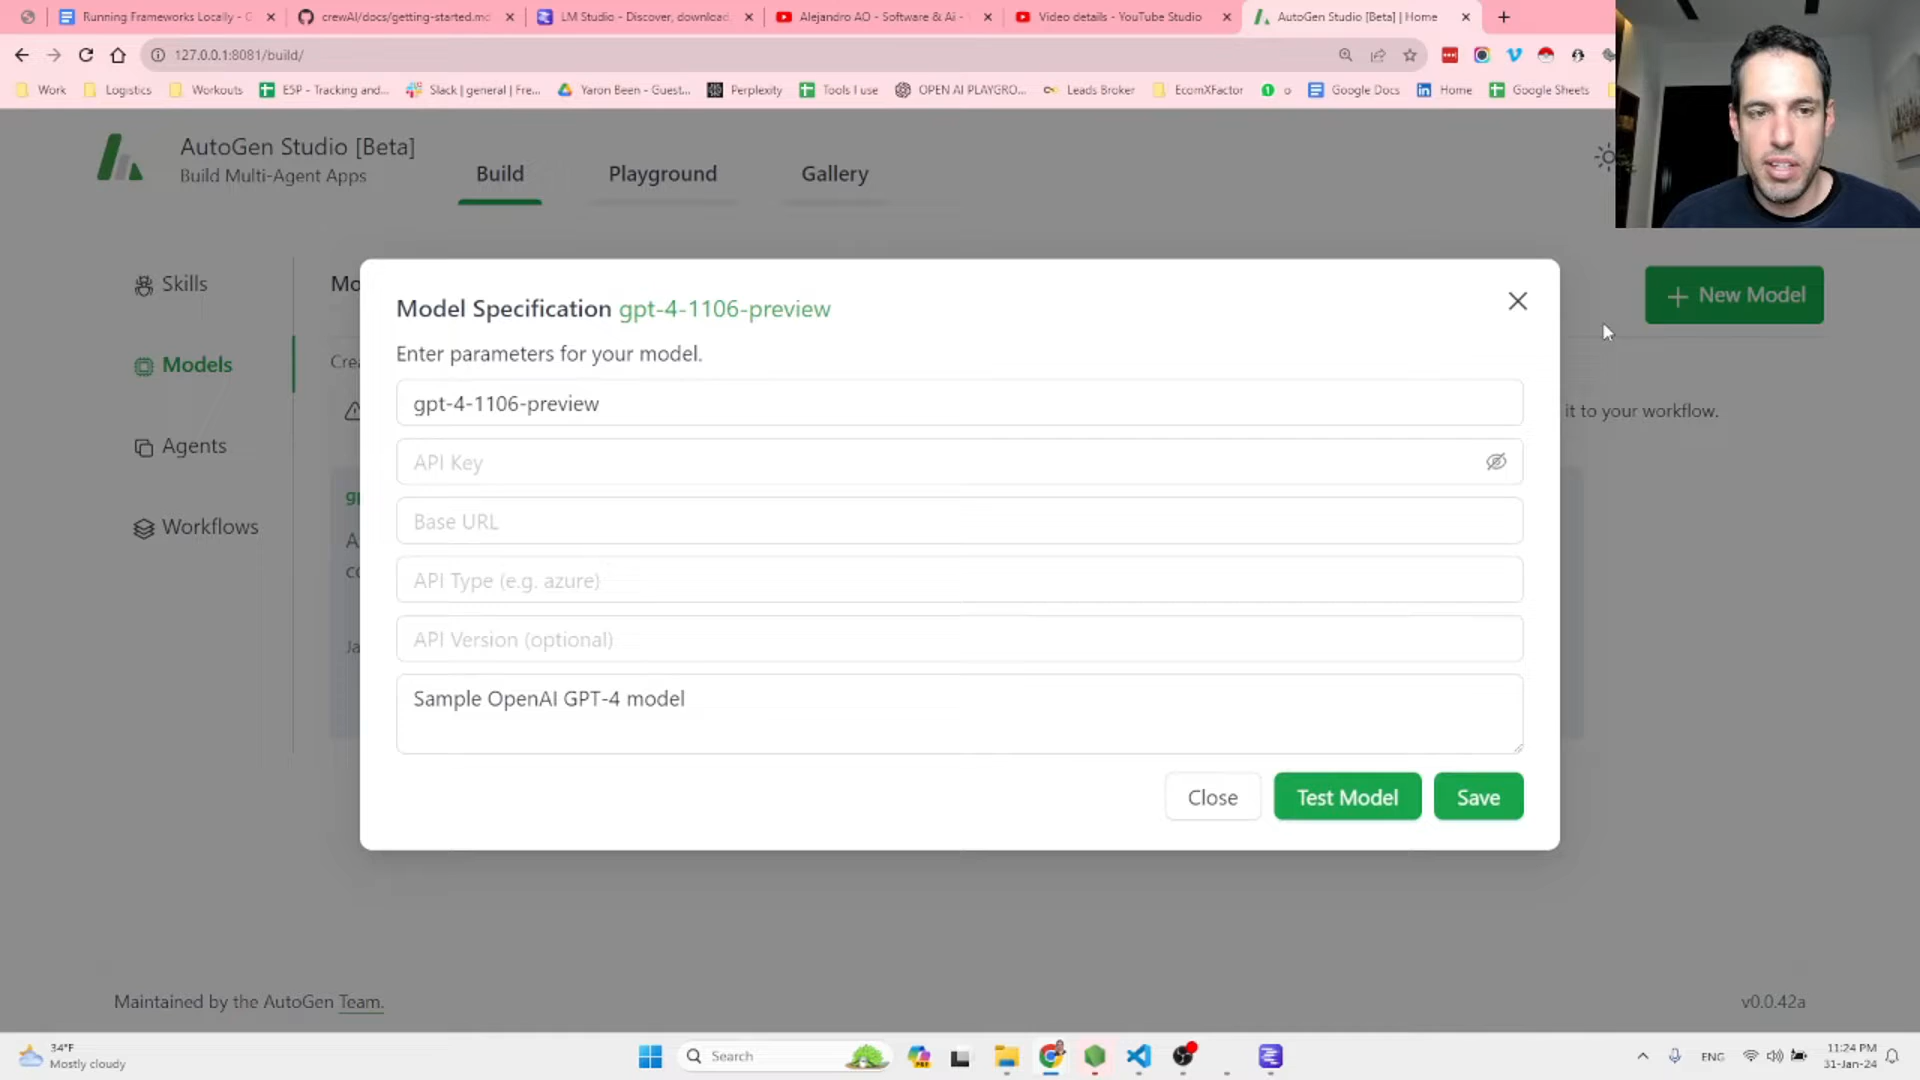 Running Frameworks Locally - C
crewAI/docs/getting-started.mc
LM Studio - Discover, download,
Alejandro AO - Software & Ai -
Video details - YouTube Studio
AutoGen Studio [Beta] | Home
127.0.0.1:8081/build/
Work
Logistics
Workouts
ESP - Tracking and...
Slack | general | Fre...
Yaron Been - Guest...
Perplexity
Tools I use
OPEN AI PLAYGRO...
Leads Broker
EcomXFactor
Google Docs
Home
Google Sheets
AutoGen Studio [Beta]
Build Multi-Agent Apps
Build
Playground
Gallery
Skills
Models
Agents
Workflows
Mo
New Model
Crea
it to your workflow.
Model Specification gpt-4-1106-preview
Enter parameters for your model.
gpt-4-1106-preview
API Key
Base URL
API Type (e.g. azure)
API Version (optional)
Sample OpenAI GPT-4 model
Close
Test Model
Save
Maintained by the AutoGen Team.
v0.0.42a
34°F
Mostly cloudy
Search
ENG
11:24 PM
31-Jan-24